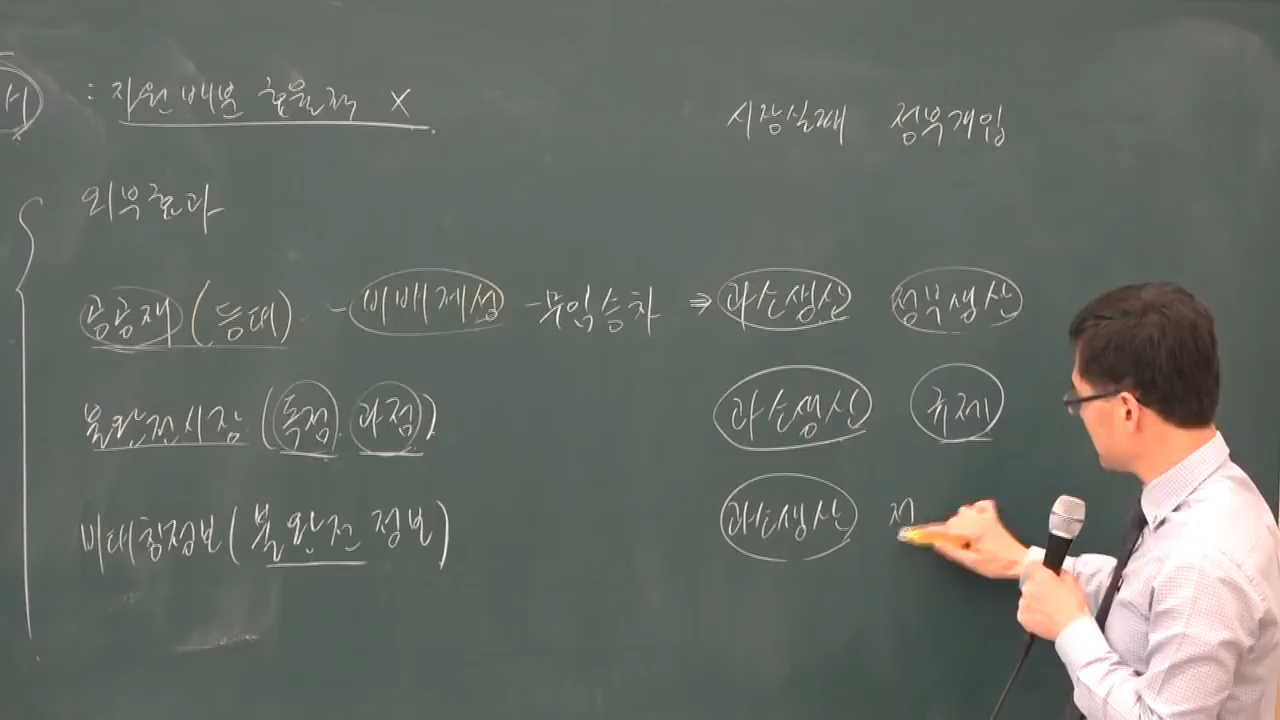 : 자원배분 효율적 X
시장실패 정부개입
외부효과
공공재 (등대) - 비배제성 - 무임승차 ⇒ 과소생산 정부생산
불완전시장 (독점, 과점) 과소생산 규제
비대칭정보 (불완전 정보) 과소생산